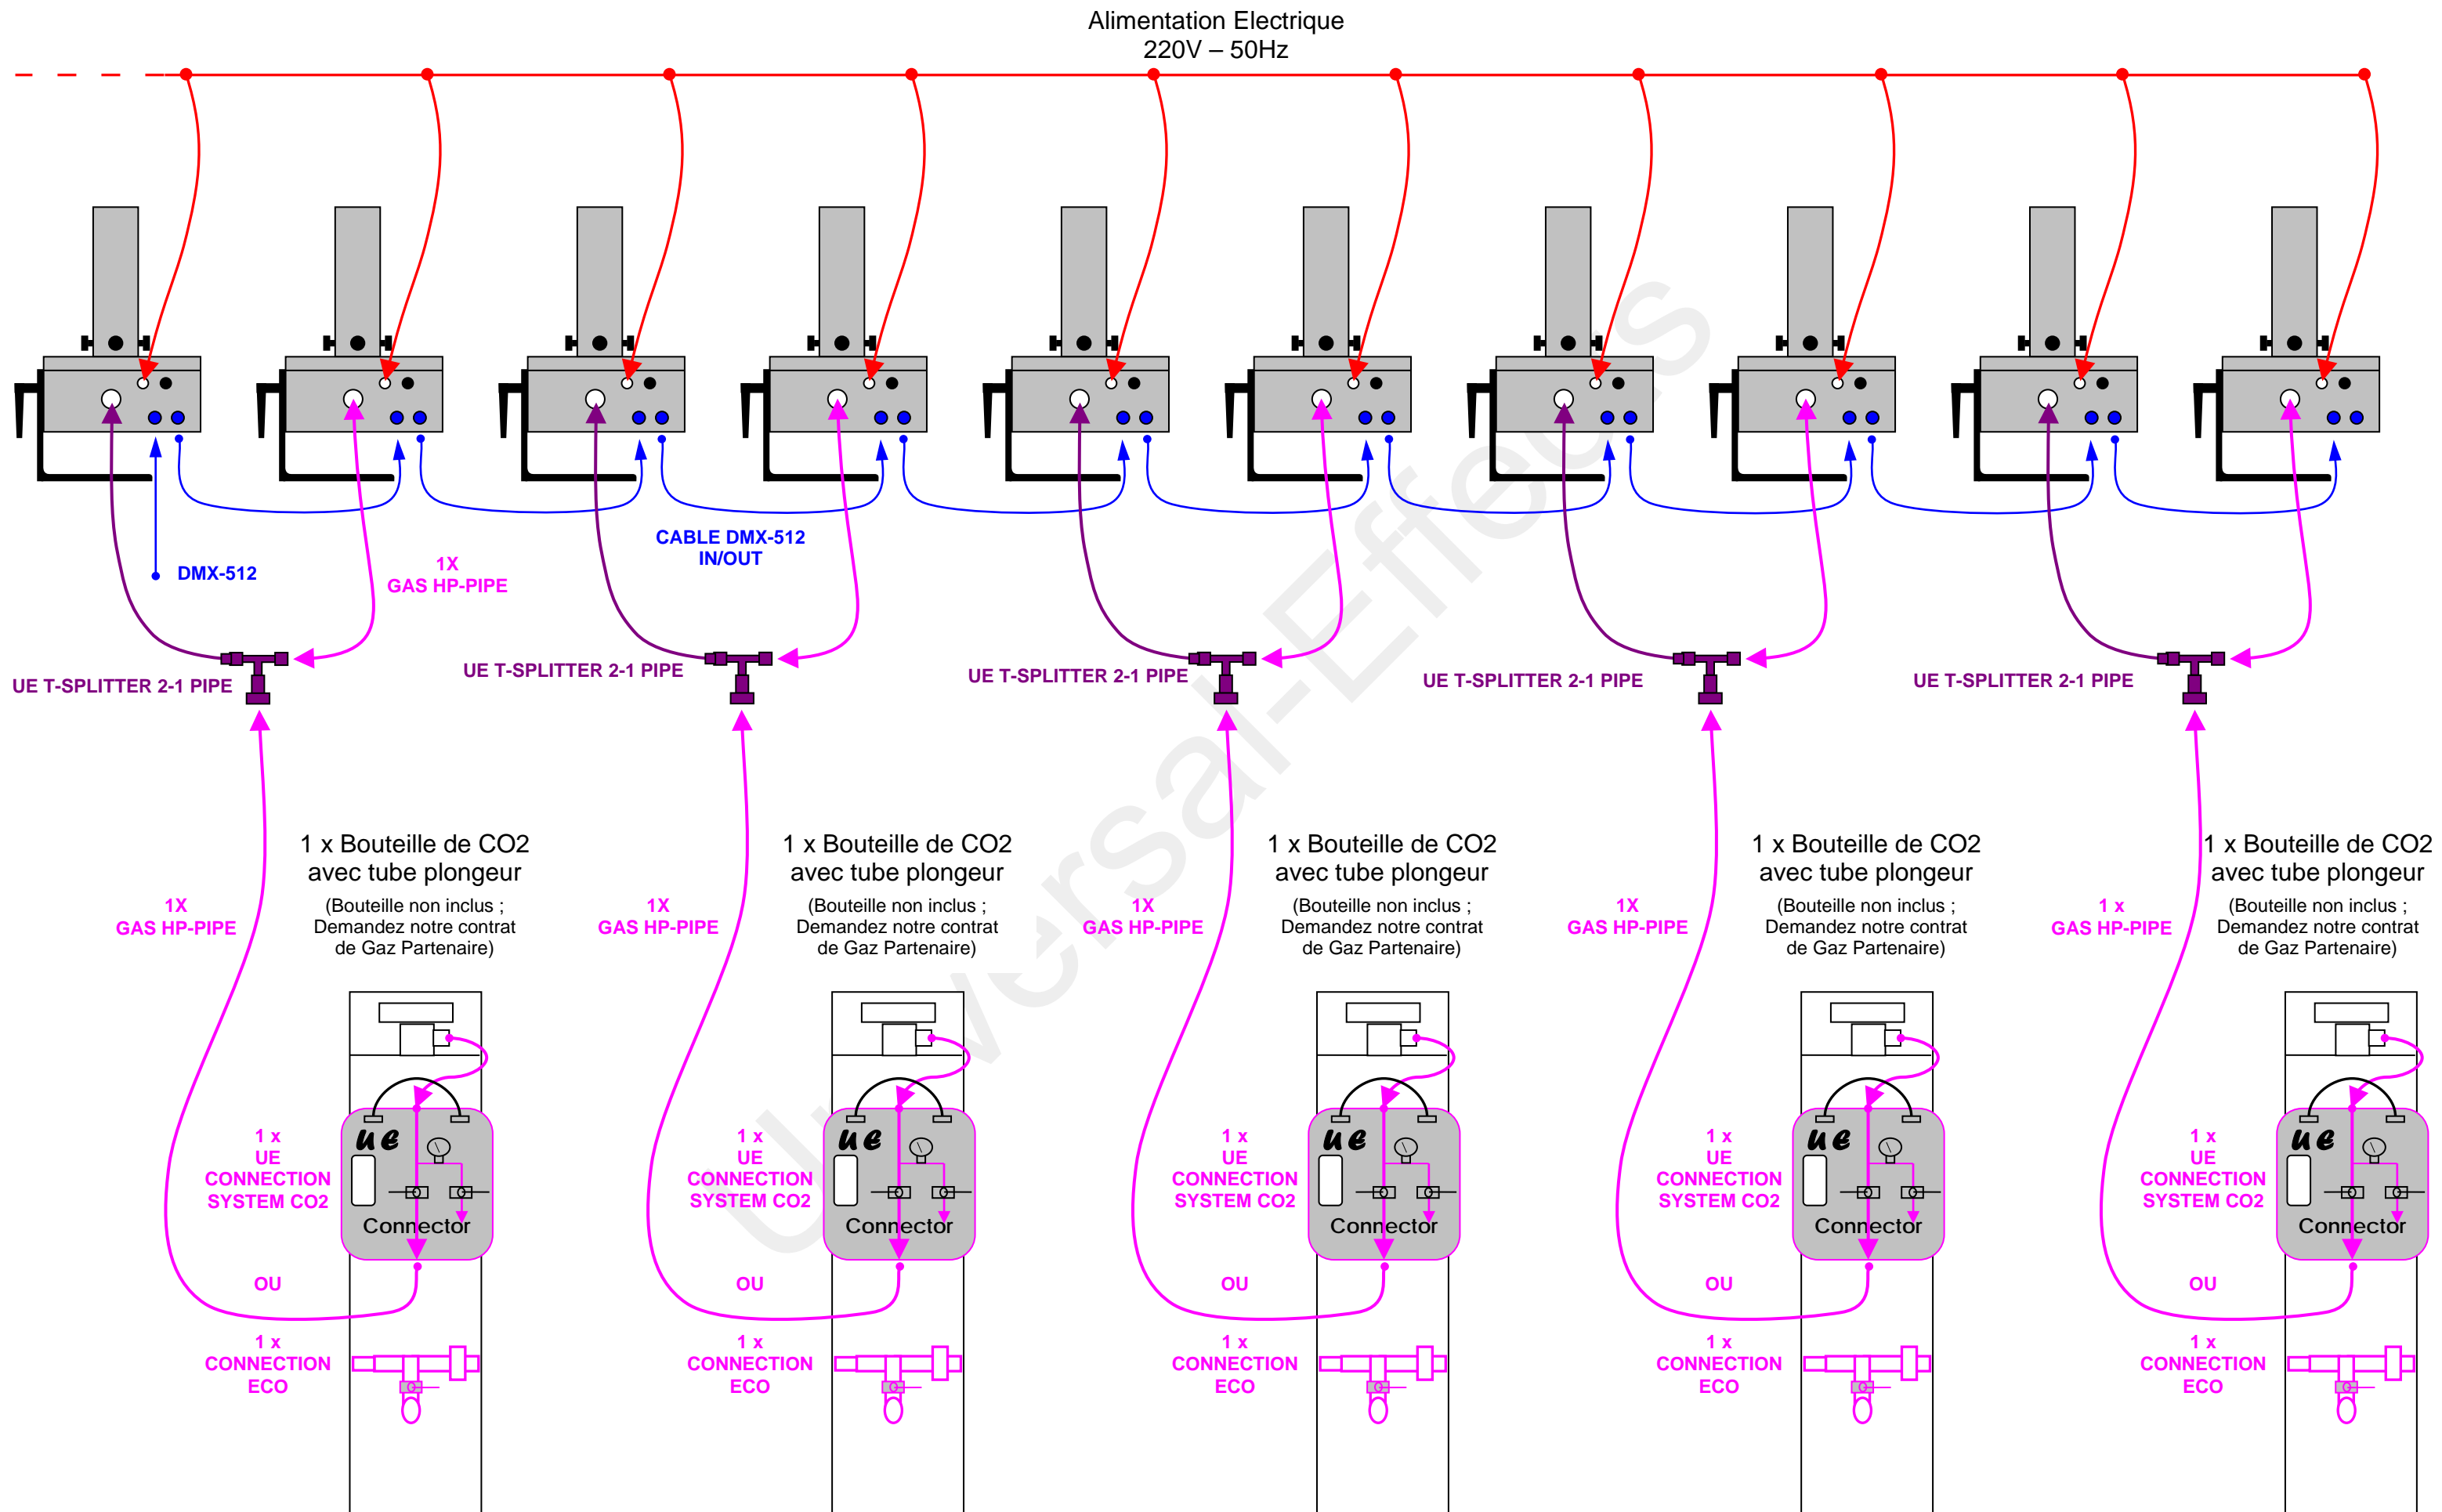 Alimentation Electrique
220V – 50Hz
CABLE DMX-512
IN/OUT
DMX-512
1X
GAS HP-PIPE
UE T-SPLITTER 2-1 PIPE
UE T-SPLITTER 2-1 PIPE
UE T-SPLITTER 2-1 PIPE
UE T-SPLITTER 2-1 PIPE
UE T-SPLITTER 2-1 PIPE
1 x Bouteille de CO2
avec tube plongeur
(Bouteille non inclus ;
Demandez notre contrat
de Gaz Partenaire)
1 x Bouteille de CO2
avec tube plongeur
(Bouteille non inclus ;
Demandez notre contrat
de Gaz Partenaire)
1 x Bouteille de CO2
avec tube plongeur
(Bouteille non inclus ;
Demandez notre contrat
de Gaz Partenaire)
1 x Bouteille de CO2
avec tube plongeur
(Bouteille non inclus ;
Demandez notre contrat
de Gaz Partenaire)
1 x Bouteille de CO2
avec tube plongeur
(Bouteille non inclus ;
Demandez notre contrat
de Gaz Partenaire)
1X
GAS HP-PIPE
1X
GAS HP-PIPE
1X
GAS HP-PIPE
1X
GAS HP-PIPE
1 x
GAS HP-PIPE
1 x
UE
CONNECTION
SYSTEM CO2
OU
1 x
CONNECTION
ECO
ue
Connector
1 x
UE
CONNECTION
SYSTEM CO2
OU
1 x
CONNECTION
ECO
ue
Connector
1 x
UE
CONNECTION
SYSTEM CO2
OU
1 x
CONNECTION
ECO
ue
Connector
1 x
UE
CONNECTION
SYSTEM CO2
OU
1 x
CONNECTION
ECO
ue
Connector
1 x
UE
CONNECTION
SYSTEM CO2
OU
1 x
CONNECTION
ECO
ue
Connector
Universal-Effects